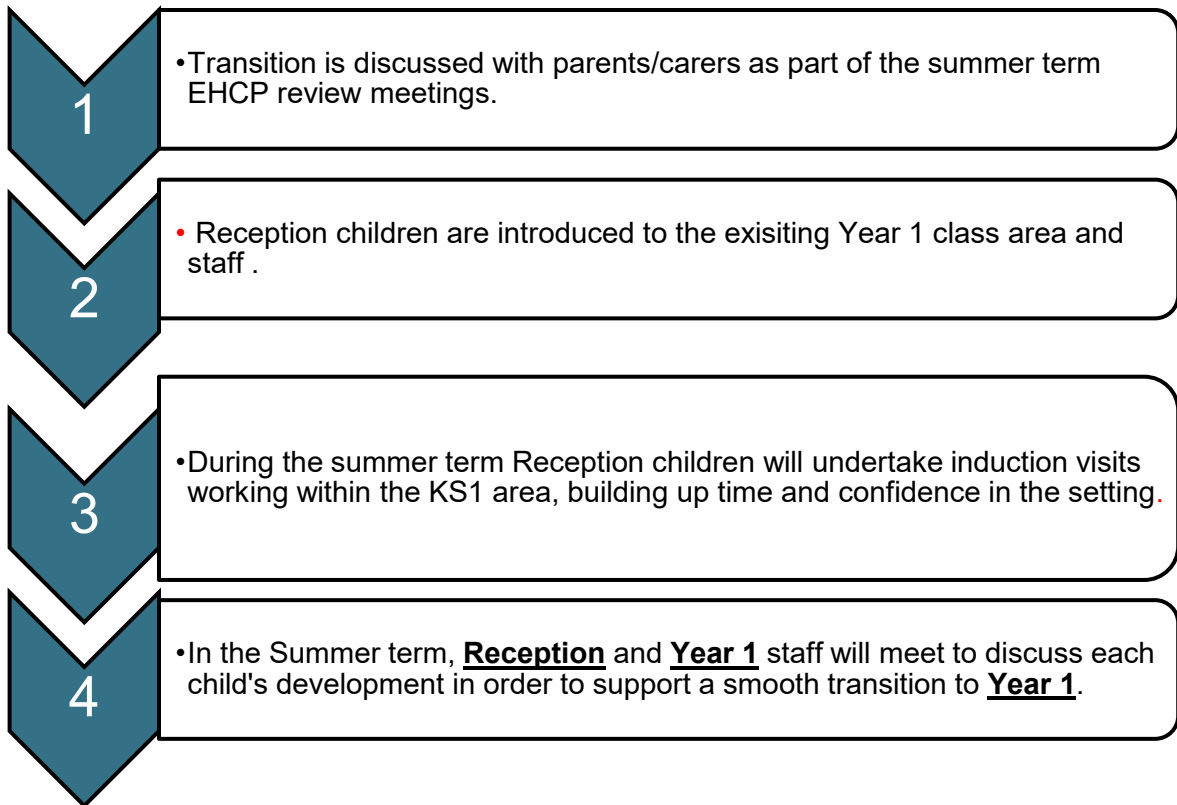 1
•Transition is discussed with parents/carers as part of the summer term
EHCP review meetings.
2
• Reception children are introduced to the exisiting Year 1 class area and
staff .
3
•During the summer term Reception children will undertake induction visits
working within the KS1 area, building up time and confidence in the setting.
4
•In the Summer term, Reception and Year 1 staff will meet to discuss each
child's development in order to support a smooth transition to Year 1.